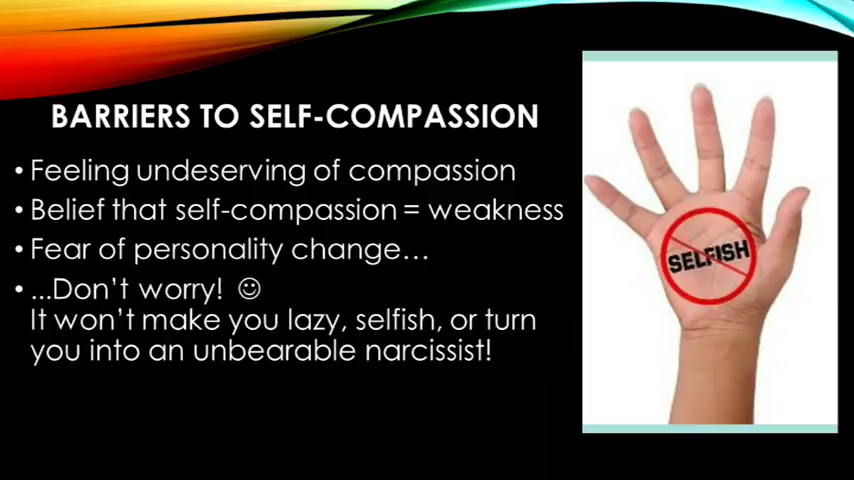 BARRIERS TO SELF-COMPASSION
• Feeling undeserving of compassion
• Belief that self-compassion = weakness
• Fear of personality change…
• …Don't worry! ☺
It won't make you lazy, selfish, or turn
you into an unbearable narcissist!
SELFISH